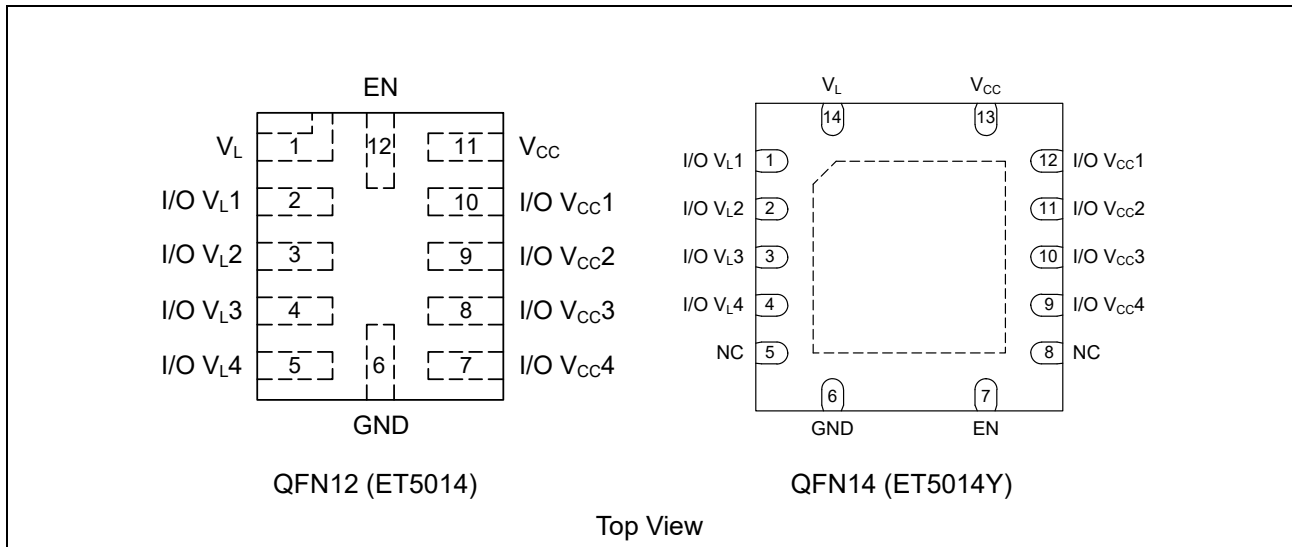 EN
V_L 1 12 11 V_CC
I/O V_L1 2 10 I/O V_CC1
I/O V_L2 3 9 I/O V_CC2
I/O V_L3 4 8 I/O V_CC3
I/O V_L4 5 6 7 I/O V_CC4
GND
QFN12 (ET5014)
V_L V_CC
14 13
I/O V_L1 1 12 I/O V_CC1
I/O V_L2 2 11 I/O V_CC2
I/O V_L3 3 10 I/O V_CC3
I/O V_L4 4 9 I/O V_CC4
NC 5 8 NC
6 7
GND EN
QFN14 (ET5014Y)
Top View